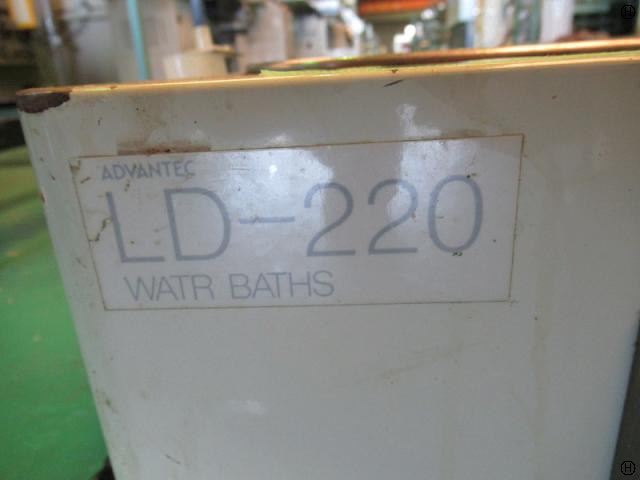 ADVANTEC
LD-220
WATR BATHS
H
H